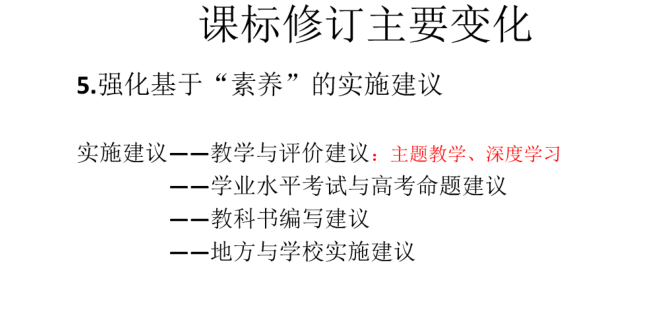 课标修订主要变化
5.强化基于“素养”的实施建议
实施建议——教学与评价建议：主题教学、深度学习
——学业水平考试与高考命题建议
——教科书编写建议
——地方与学校实施建议